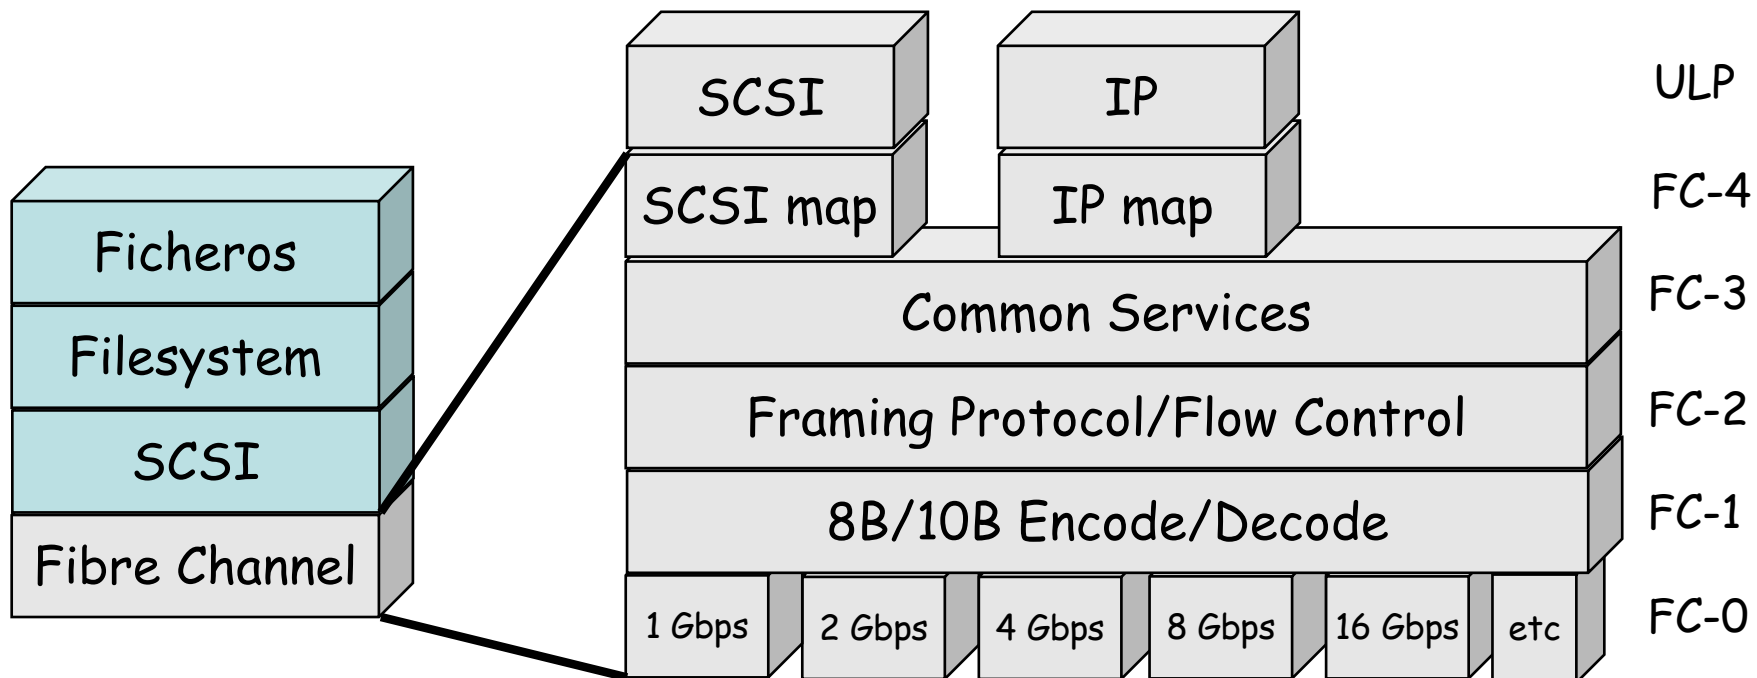 Ficheros
Filesystem
SCSI
Fibre Channel
SCSI IP ULP
SCSI map IP map FC-4
Common Services FC-3
Framing Protocol/Flow Control FC-2
8B/10B Encode/Decode FC-1
1 Gbps 2 Gbps 4 Gbps 8 Gbps 16 Gbps etc FC-0